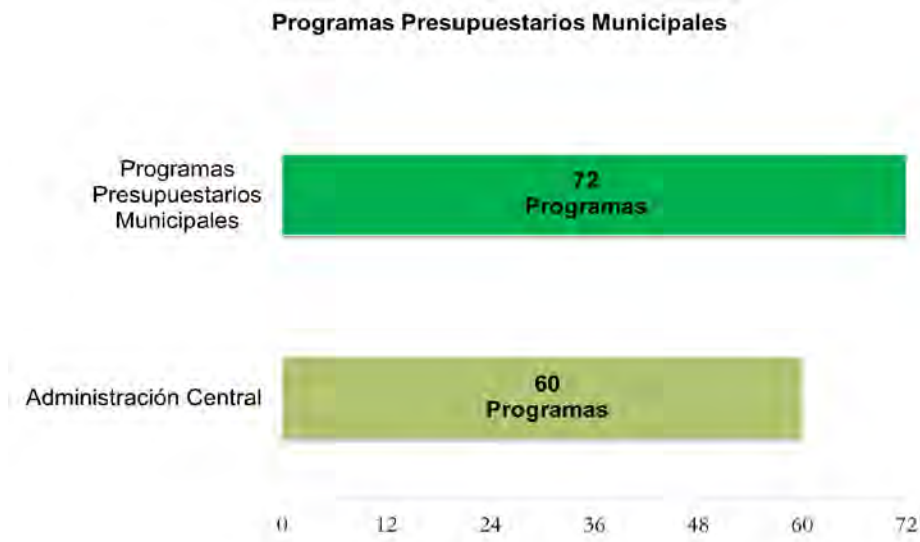 Programas Presupuestarios Municipales
Programas
Presupuestarios
Municipales
72
Programas
Administración Central
60
Programas
0 12 24 36 48 60 72